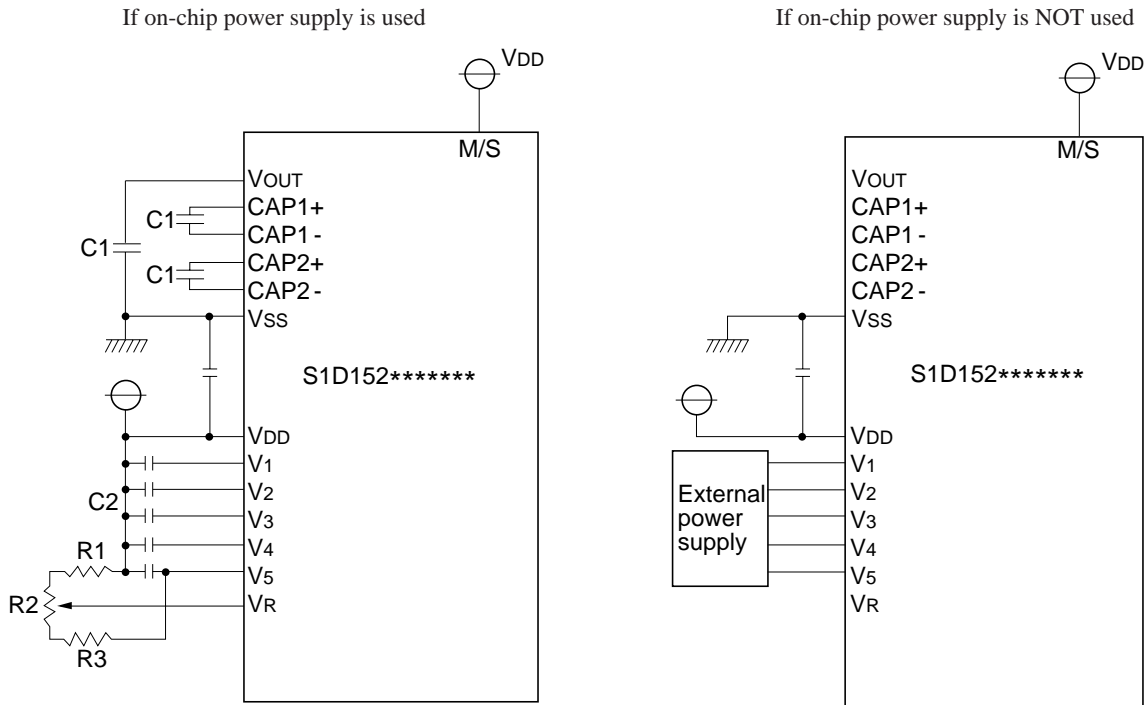 If on-chip power supply is used
VDD
M/S
VOUT
CAP1+
C1
CAP1-
C1
CAP2+
C1
CAP2-
VSS
S1D152*******
VDD
V1
V2
C2
V3
V4
R1
V5
R2
VR
R3
If on-chip power supply is NOT used
VDD
M/S
VOUT
CAP1+
CAP1-
CAP2+
CAP2-
VSS
S1D152*******
VDD
V1
External
V2
power
V3
supply
V4
V5
VR